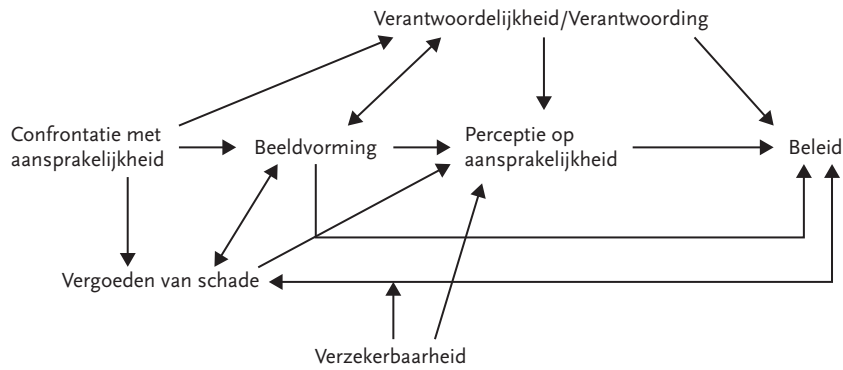 Verantwoordelijkheid/Verantwoording
Confrontatie met
aansprakelijkheid
Beeldvorming
Perceptie op
aansprakelijkheid
Beleid
Vergoeden van schade
Verzekerbaarheid